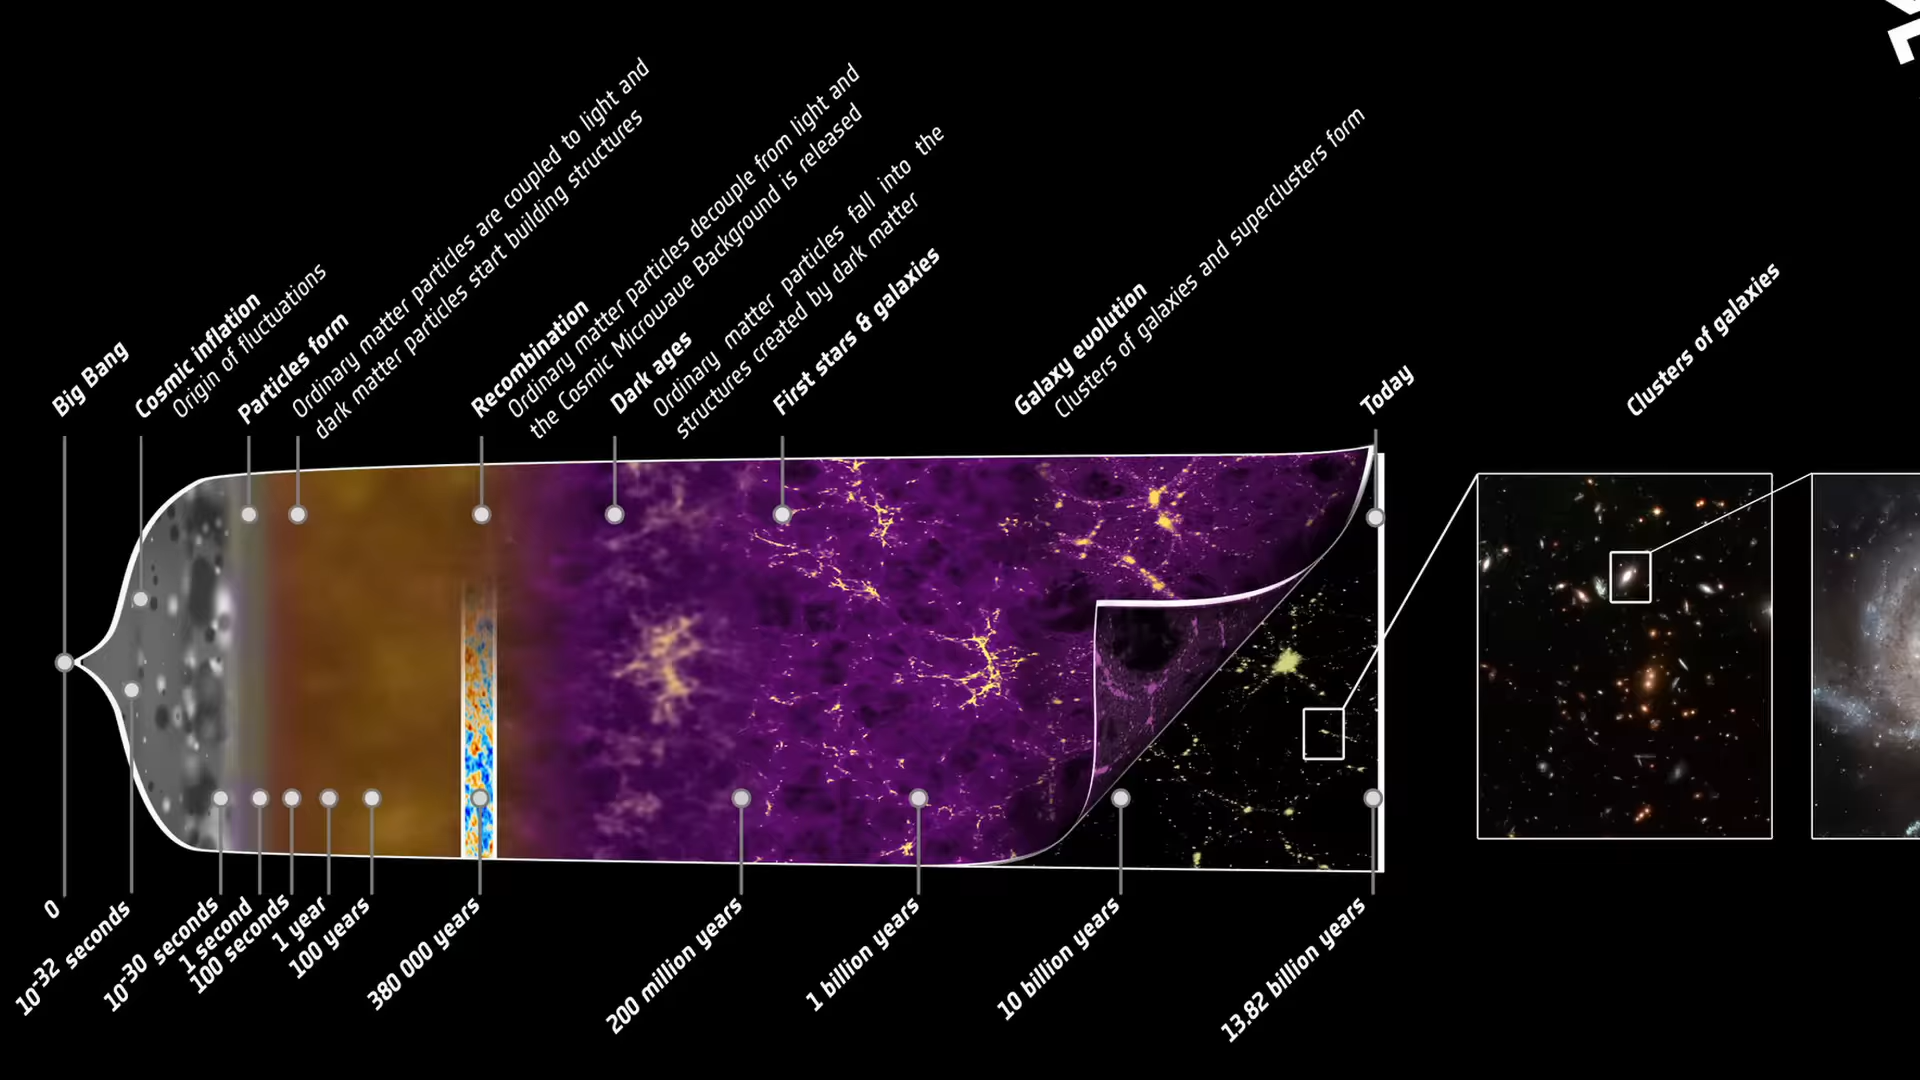 Big Bang
Cosmic inflation
Origin of fluctuations
Particles form
Ordinary matter particles are coupled to light and
dark matter particles start building structures
Recombination
Ordinary matter particles decouple from light and
the Cosmic Microwave Background is released
Dark ages
Ordinary matter particles fall into the
structures created by dark matter
First stars & galaxies
Galaxy evolution
Clusters of galaxies and superclusters form
Today
Clusters of galaxies
0
10-32 seconds
10-30 seconds
1 second
100 seconds
1 year
100 years
380 000 years
200 million years
1 billion years
10 billion years
13.82 billion years